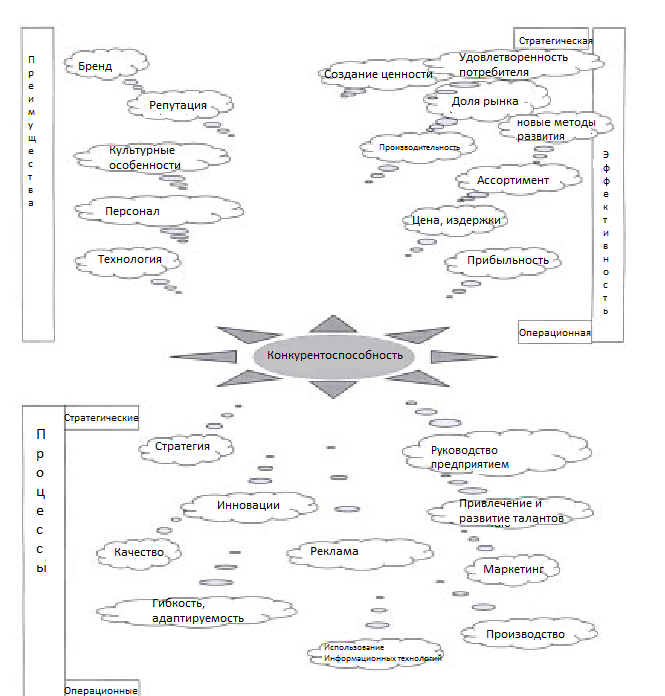 Преимущества
Бренд
Репутация
Культурные
особенности
Персонал
Технология
Стратегическая
Создание ценности
Удовлетворенность
потребителя
Доля рынка
новые методы
развития
Производительность
Ассортимент
Цена, издержки
Прибыльность
Эффективность
Операционная
Конкурентоспособность
Процессы
Стратегические
Стратегия
Руководство
предприятием
Инновации
Привлечение и
развитие талантов
Качество
Реклама
Маркетинг
Гибкость,
адаптируемость
Производство
Использование
Информационных технологий
Операционные